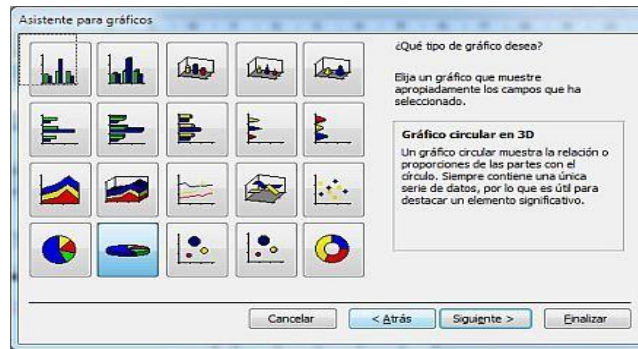 Asistente para gráficos
¿Qué tipo de gráfico desea?
Elija un gráfico que muestre
apropiadamente los campos que ha
seleccionado.
Gráfico circular en 3D
Un gráfico circular muestra la relación o
proporciones de las partes con el
círculo. Siempre contiene una única
serie de datos, por lo que es útil para
destacar un elemento significativo.
Cancelar
< Atrás
Siguiente >
Finalizar